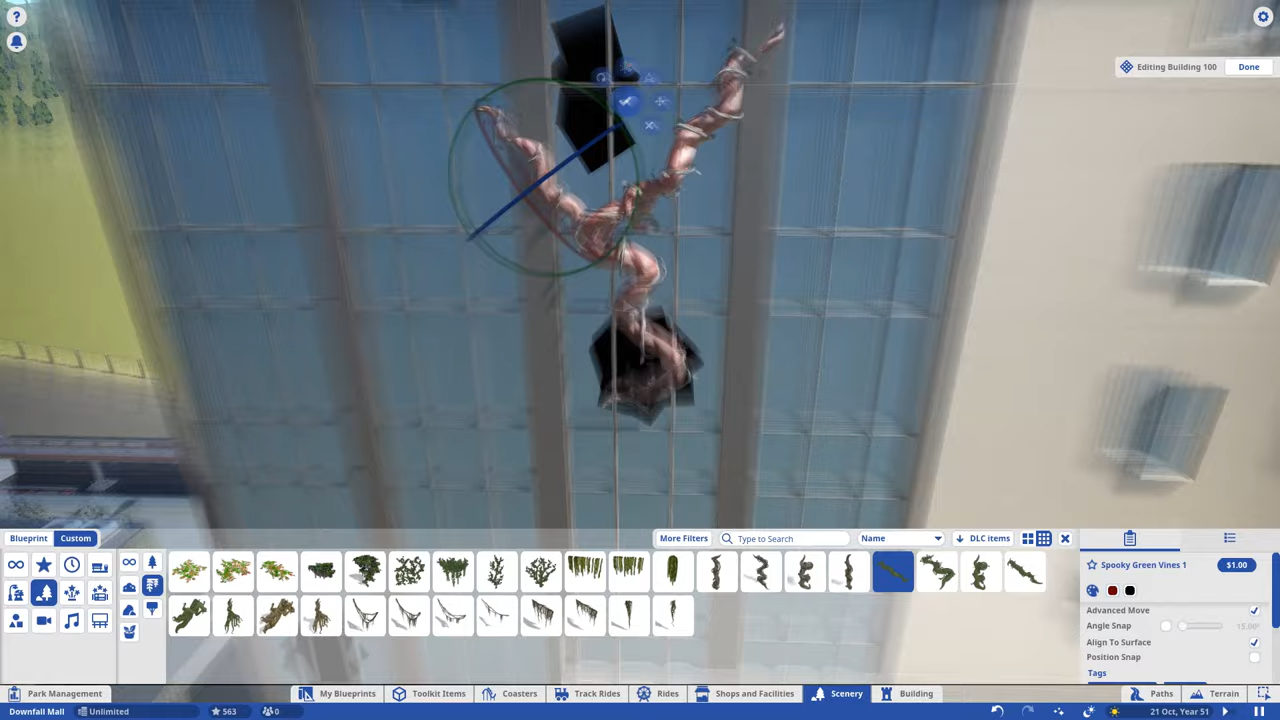 Editing Building 100 Done
Blueprint Custom More Filters Type to Search Name DLC items
Spooky Green Vines 1 $1.00
Advanced Move
Angle Snap 15.00°
Align To Surface
Position Snap
Tags
Park Management My Blueprints Toolkit Items Coasters Track Rides Rides Shops and Facilities Scenery Building Paths Terrain
Downfall Mall Unlimited 563 0 21 Oct, Year 51